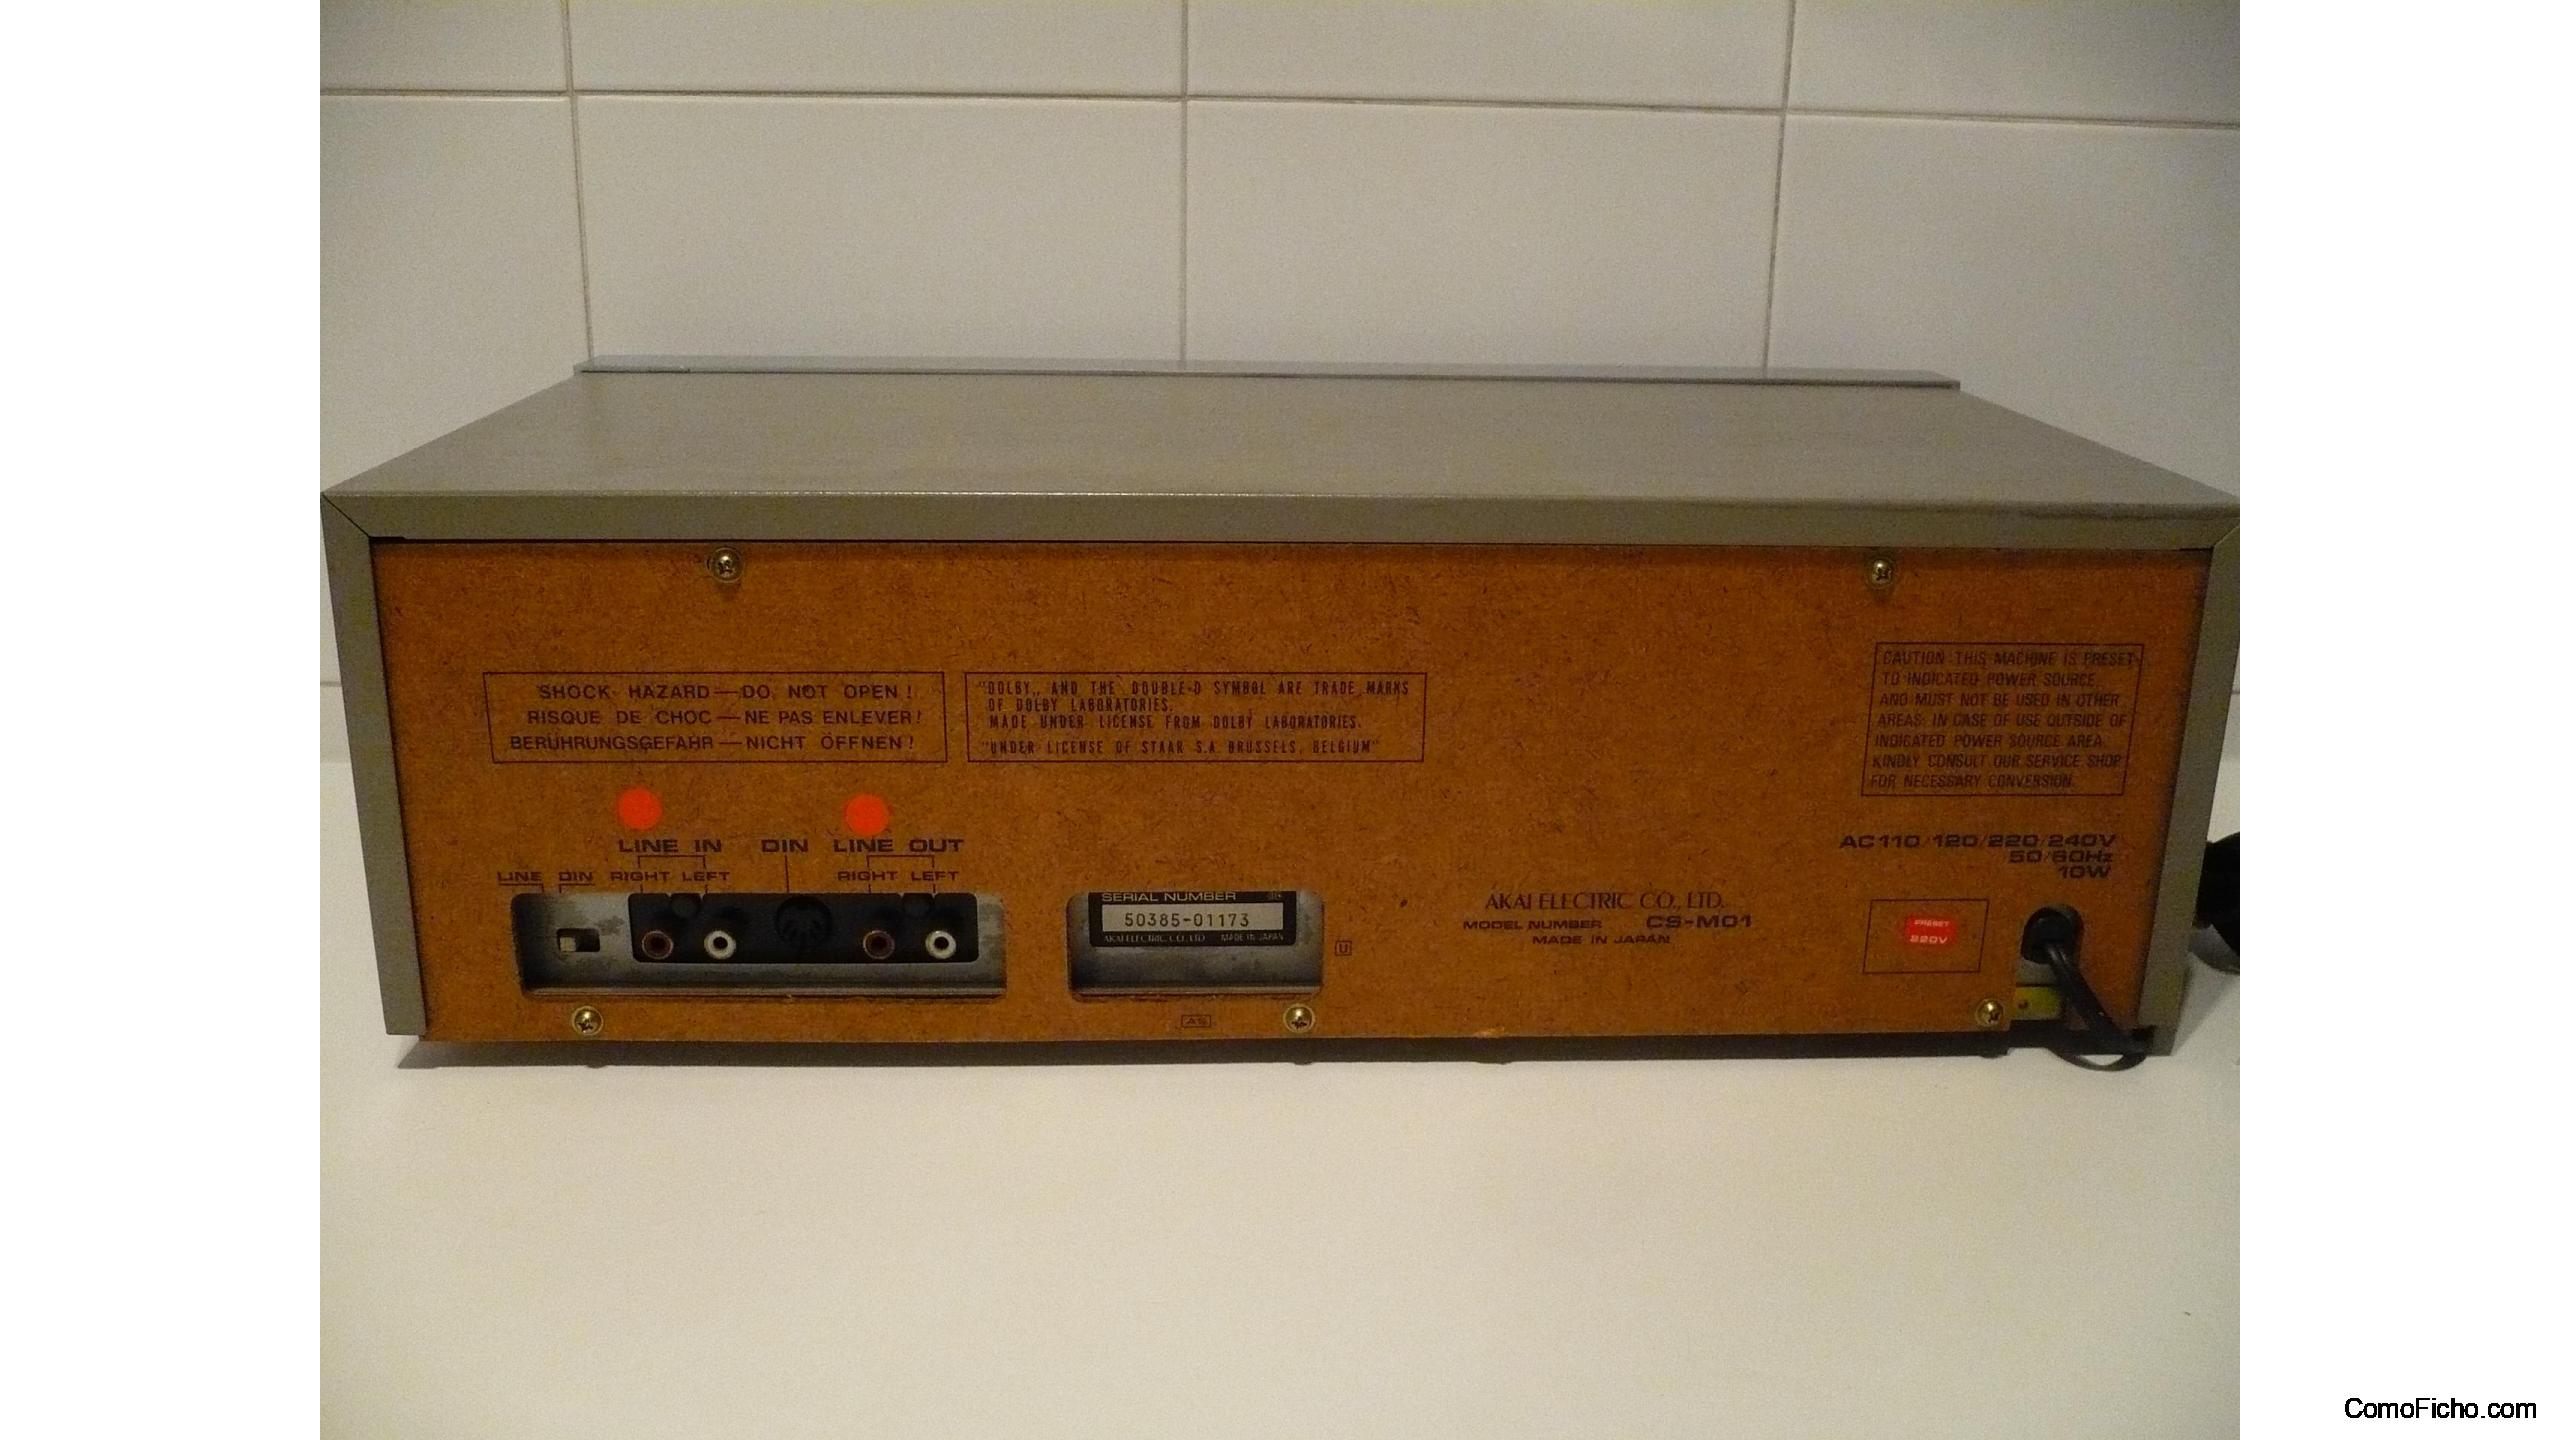 SHOCK HAZARD—DO NOT OPEN!
RISQUE DE CHOC—NE PAS ENLEVER!
BERÜHRUNGSGEFAHR—NICHT ÖFFNEN!
"DOLBY,, AND THE DOUBLE-D SYMBOL ARE TRADE MARKS
OF DOLBY LABORATORIES.
MADE UNDER LICENSE FROM DOLBY LABORATORIES.
"UNDER LICENSE OF STAAR S.A. BRUSSELS, BELGIUM"
CAUTION: THIS MACHINE IS PRESET
TO INDICATED POWER SOURCE
AND MUST NOT BE USED IN OTHER
AREAS: IN CASE OF USE OUTSIDE OF
INDICATED POWER SOURCE AREA,
KINDLY CONSULT OUR SERVICE SHOP
FOR NECESSARY CONVERSION.
LINE IN DIN LINE OUT
LINE DIN RIGHT LEFT RIGHT LEFT
SERIAL NUMBER
50385-01173
AKAI ELECTRIC CO., LTD. MADE IN JAPAN
U
AS
AKAI ELECTRIC CO., LTD.
MODEL NUMBER CS-M01
MADE IN JAPAN
AC110/120/220/240V
50/60Hz
10W
PRESET
220V
ComoFicho.com